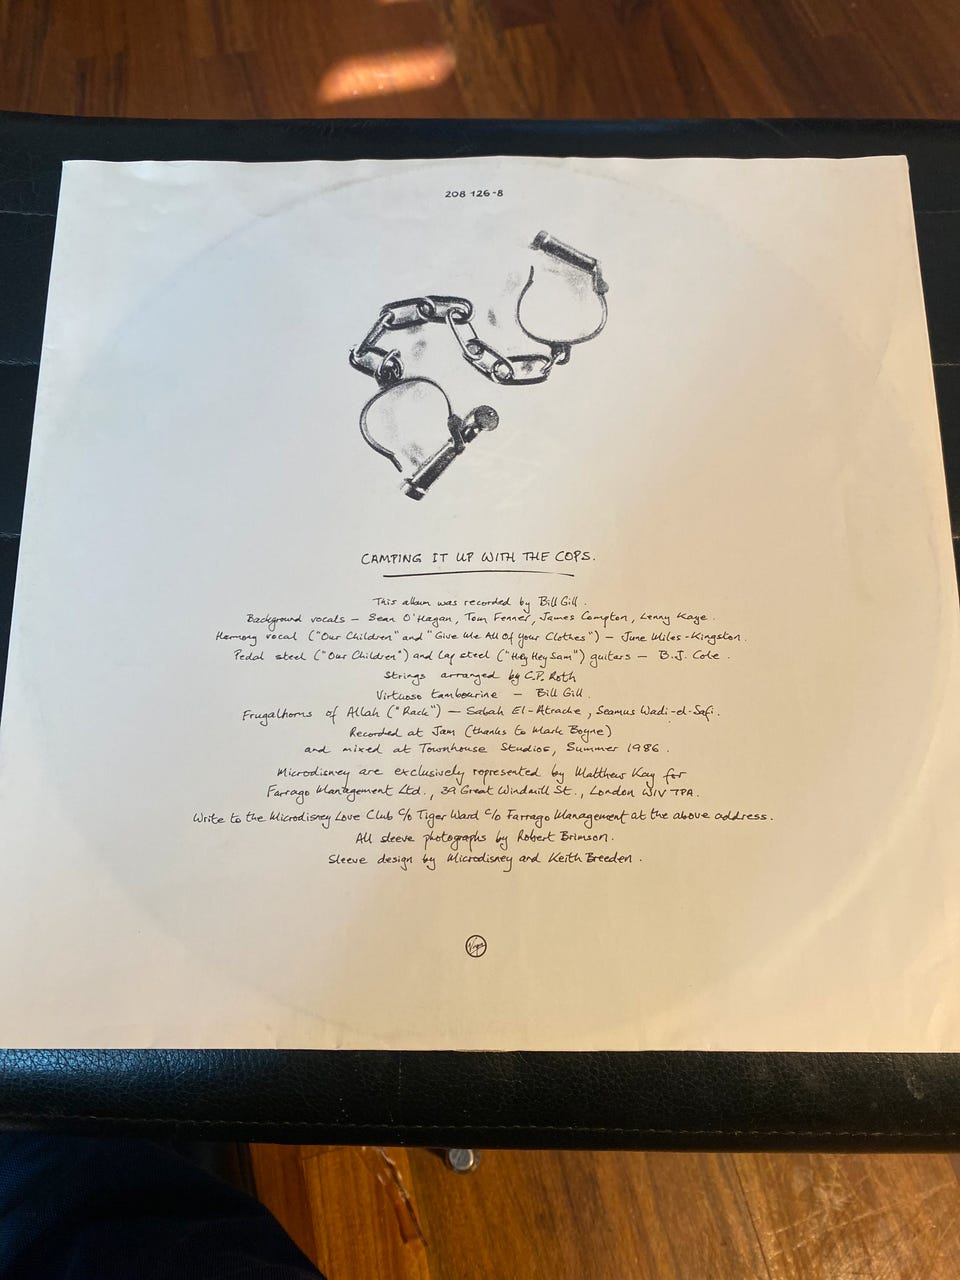 208 126-8
CAMPING IT UP WITH THE COPS.
This album was recorded by Bill Gill.
Background vocals – Sean O'Hagan, Tom Fenner, James Compton, Lenny Kaye.
Harmony vocal ("Our Children" and "Give Me All Of Your Clothes") – June Miles-Kingston.
Pedal steel ("Our Children") and Lap steel ("Hey Hey Sam") guitars – B.J. Cole.
Strings arranged by C.P. Roth
Virtuoso tambourine – Bill Gill.
Frugalhorns of Allah ("Rack") – Sabah El-Atrache, Seamus Wadi-el-Safi.
Recorded at Jam (thanks to Mark Boyne)
and mixed at Townhouse Studios, Summer 1986.
Microdisney are exclusively represented by Matthew Kay for
Farrago Management Ltd., 39 Great Windmill St., London W1V 7PA.
Write to the Microdisney Love Club c/o Tiger Ward c/o Farrago Management at the above address.
All sleeve photographs by Robert Brimson.
Sleeve design by Microdisney and Keith Breeden.
Virgin